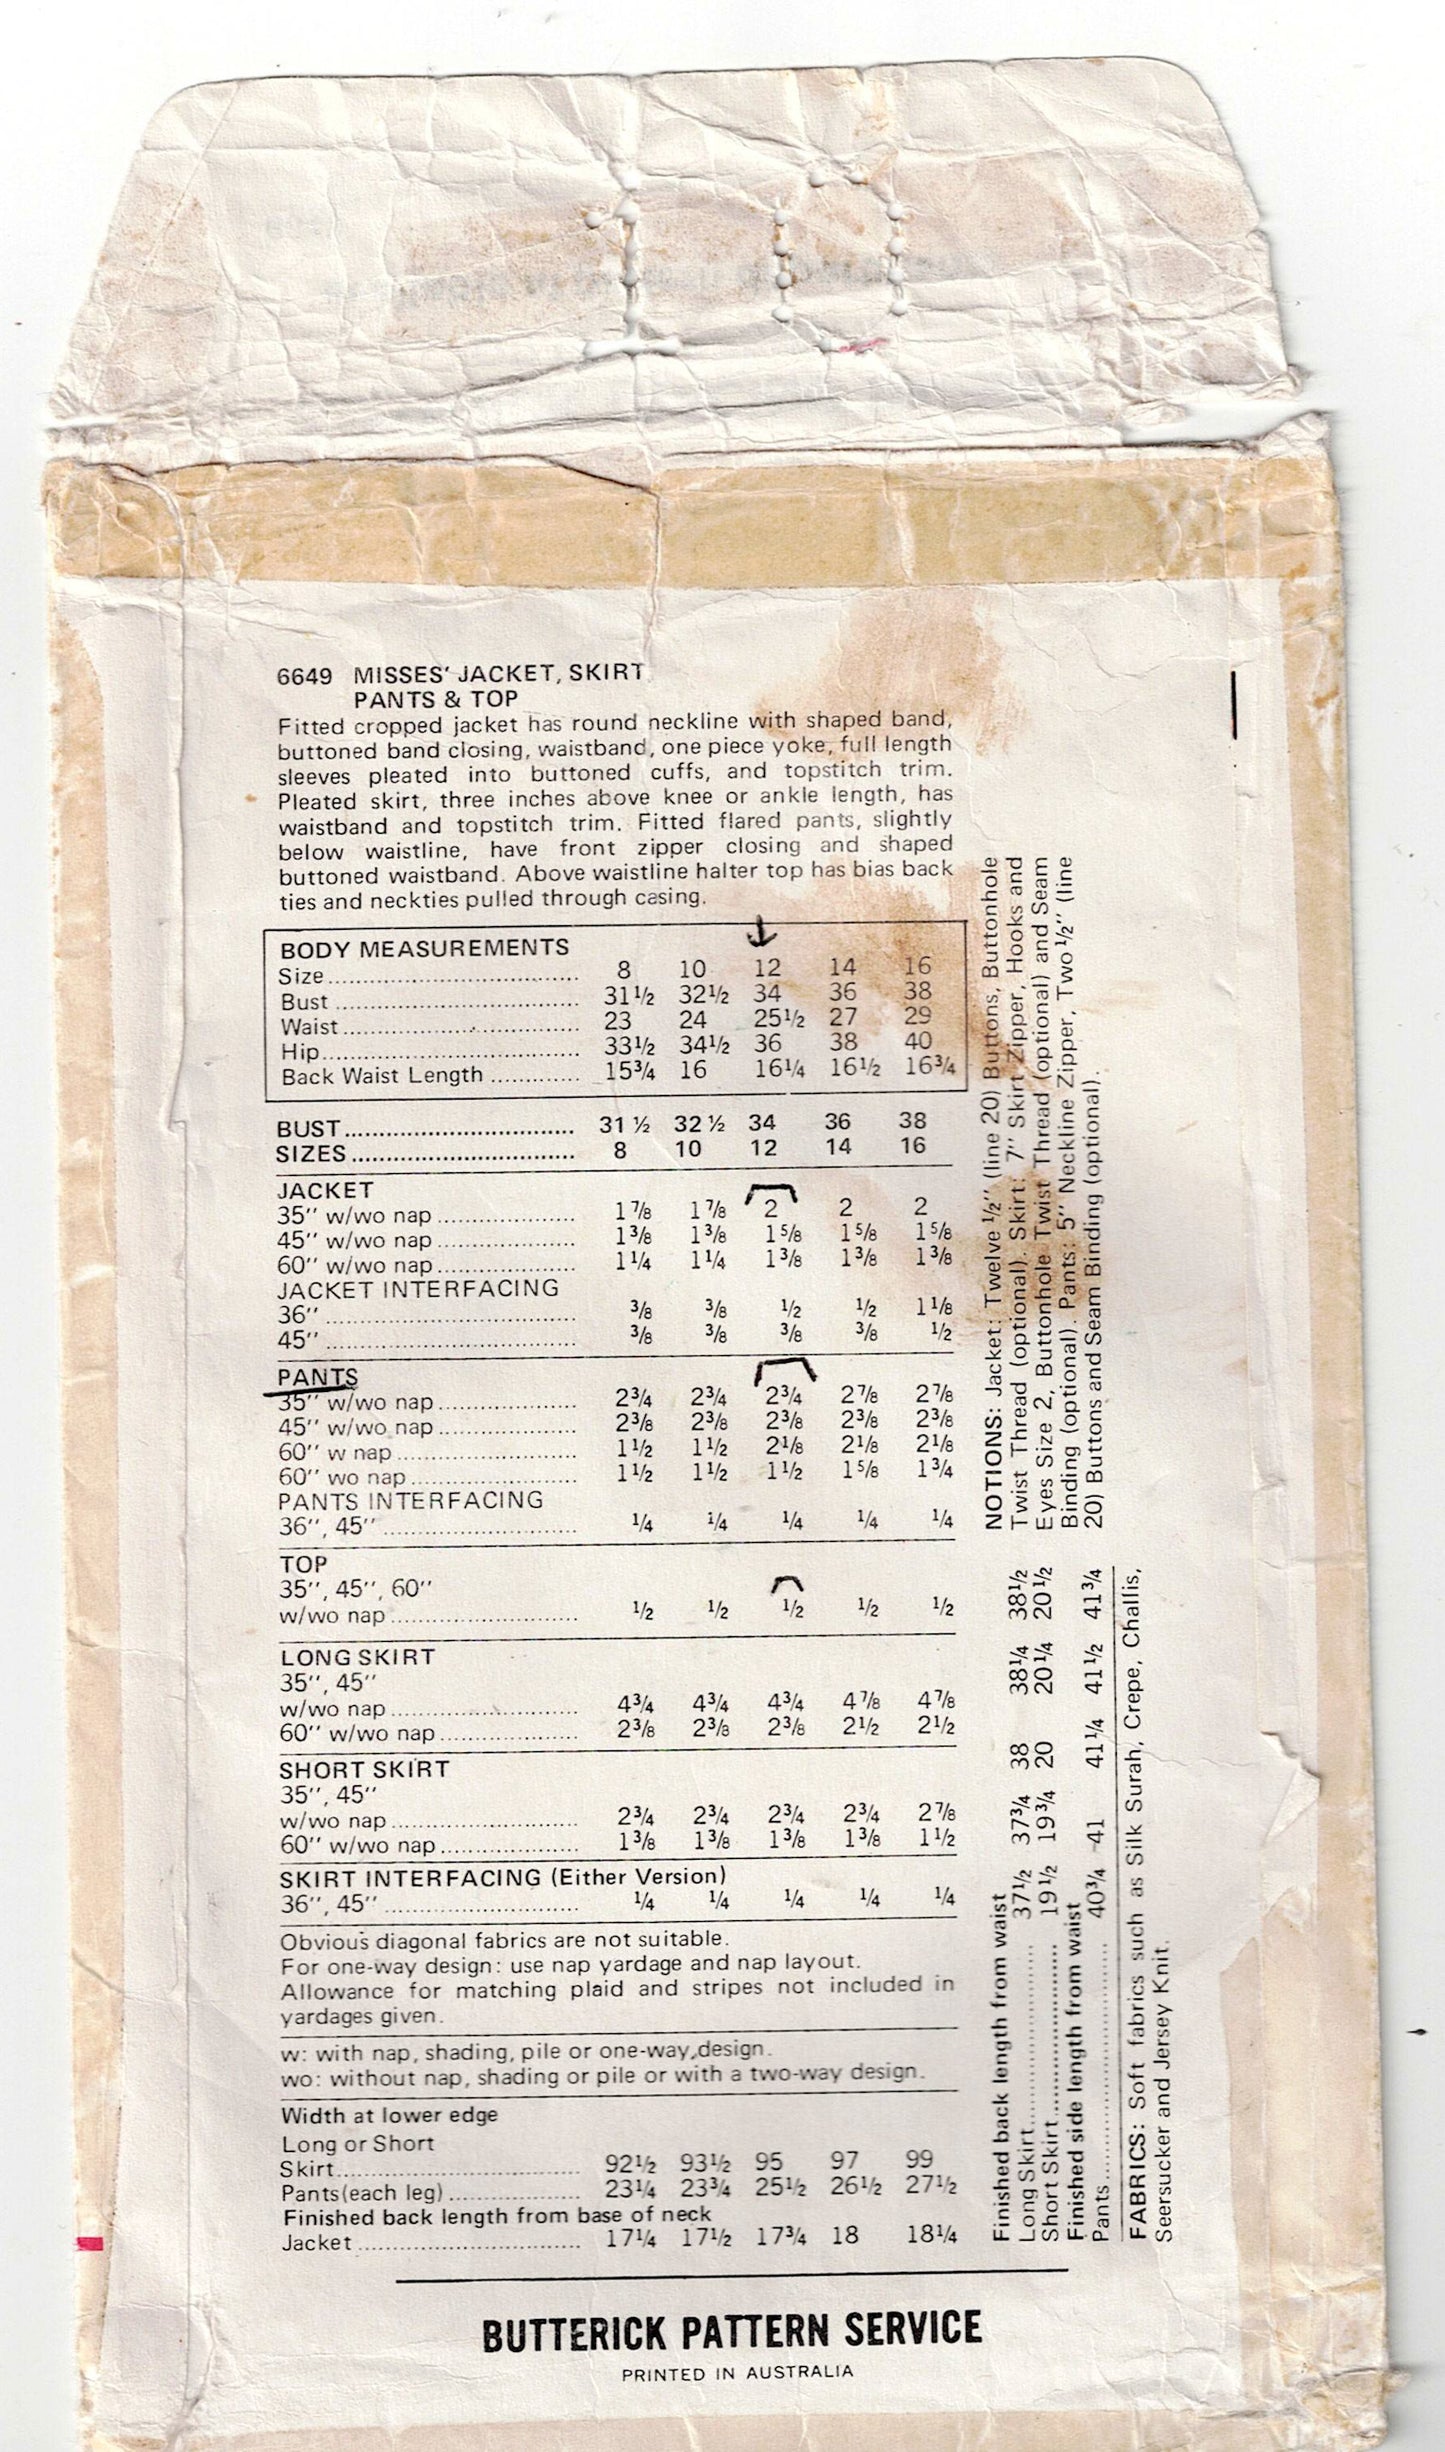 6649 MISSES' JACKET, SKIRT
PANTS & TOP
Fitted cropped jacket has round neckline with shaped band,
buttoned band closing, waistband, one piece yoke, full length
sleeves pleated into buttoned cuffs, and topstitch trim.
Pleated skirt, three inches above knee or ankle length, has
waistband and topstitch trim. Fitted flared pants, slightly
below waistline, have front zipper closing and shaped
buttoned waistband. Above waistline halter top has bias back
ties and neckties pulled through casing.
BODY MEASUREMENTS
Size 8 10 12 14 16
Bust 31½ 32½ 34 36 38
Waist 23 24 25½ 27 29
Hip 33½ 34½ 36 38 40
Back Waist Length 15¾ 16 16¼ 16½ 16¾
BUST 31 ½ 32 ½ 34 36 38
SIZES 8 10 12 14 16
JACKET
35'' w/wo nap 1⅞ 1⅞ 2 2 2
45'' w/wo nap 1⅜ 1⅜ 1⅝ 1⅝ 1⅝
60'' w/wo nap 1¼ 1¼ 1⅜ 1⅜ 1⅜
JACKET INTERFACING
36'' ⅜ ⅜ ½ ½ 1⅛
45'' ⅜ ⅜ ⅜ ⅜ ½
PANTS
35'' w/wo nap 2¾ 2¾ 2¾ 2⅞ 2⅞
45'' w/wo nap 2⅜ 2⅜ 2⅜ 2⅜ 2⅜
60'' w nap 1½ 1½ 2⅛ 2⅛ 2⅛
60'' wo nap 1½ 1½ 1½ 1⅝ 1¾
PANTS INTERFACING
36'', 45'' ¼ ¼ ¼ ¼ ¼
TOP
35'', 45'', 60''
w/wo nap ½ ½ ½ ½ ½
LONG SKIRT
35'', 45''
w/wo nap 4¾ 4¾ 4¾ 4⅞ 4⅞
60'' w/wo nap 2⅜ 2⅜ 2⅜ 2½ 2½
SHORT SKIRT
35'', 45''
w/wo nap 2¾ 2¾ 2¾ 2¾ 2⅞
60'' w/wo nap 1⅜ 1⅜ 1⅜ 1⅜ 1½
SKIRT INTERFACING (Either Version)
36'', 45'' ¼ ¼ ¼ ¼ ¼
Obvious diagonal fabrics are not suitable.
For one-way design: use nap yardage and nap layout.
Allowance for matching plaid and stripes not included in
yardages given.
w: with nap, shading, pile or one-way design.
wo: without nap, shading or pile or with a two-way design.
Width at lower edge
Long or Short
Skirt 92½ 93½ 95 97 99
Pants(each leg) 23¼ 23¾ 25½ 26½ 27½
Finished back length from base of neck
Jacket 17¼ 17½ 17¾ 18 18¼
NOTIONS: Jacket: Twelve ½'' (line 20) Buttons, Buttonhole
Twist Thread (optional). Skirt: 7'' Skirt Zipper, Hooks and
Eyes Size 2, Buttonhole Twist Thread (optional) and Seam
Binding (optional). Pants: 5'' Neckline Zipper, Two ½'' (line
20) Buttons and Seam Binding (optional).
Finished back length from waist
Long Skirt 37½ 37¾ 38 38¼ 38½
Short Skirt 19½ 19¾ 20 20¼ 20½
Finished side length from waist
Pants 40¾ 41 41¼ 41½ 41¾
FABRICS: Soft fabrics such as Silk Surah, Crepe, Challis,
Seersucker and Jersey Knit.
BUTTERICK PATTERN SERVICE
PRINTED IN AUSTRALIA